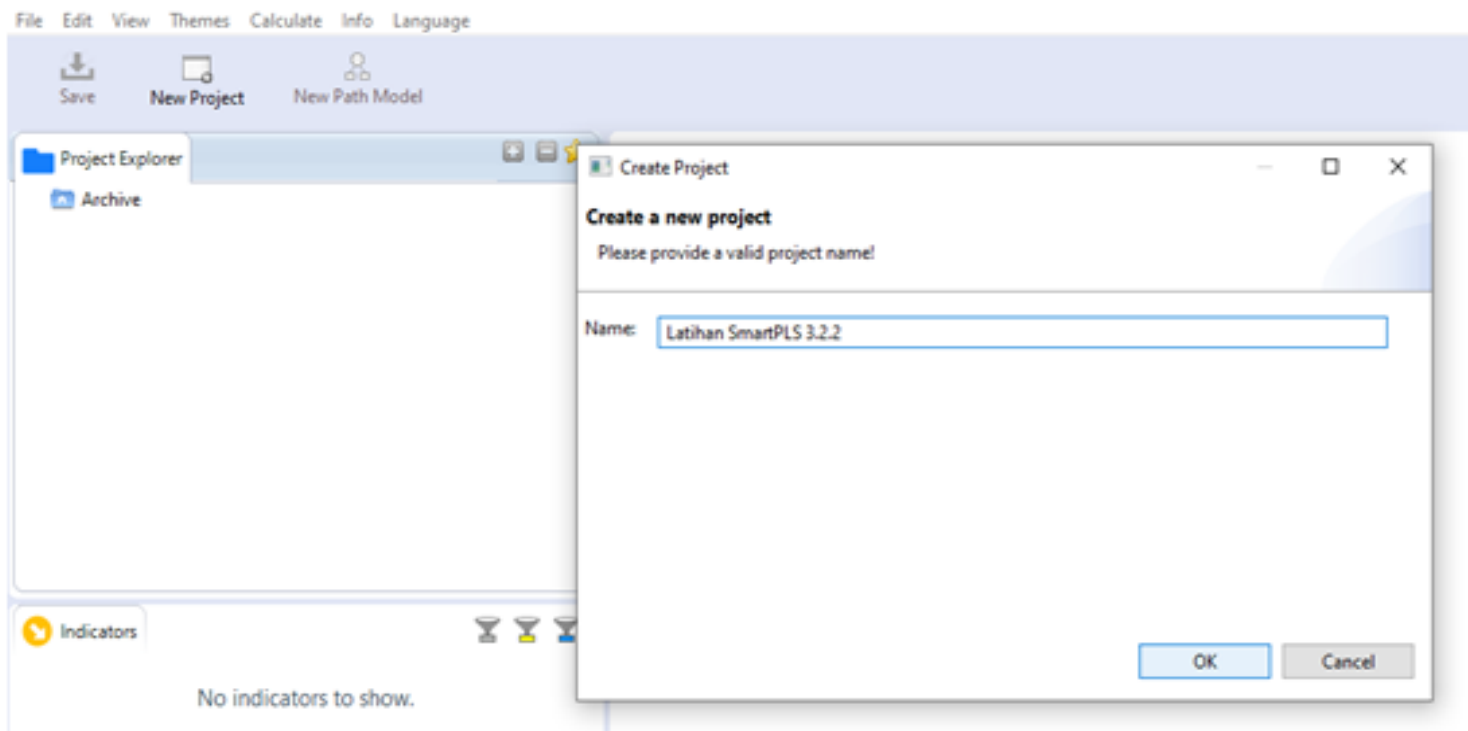 File Edit View Themes Calculate Info Language
Save New Project New Path Model
Project Explorer
Archive
Create Project
Create a new project
Please provide a valid project name!
Name: Latihan SmartPLS 3.2.2
OK Cancel
Indicators
No indicators to show.